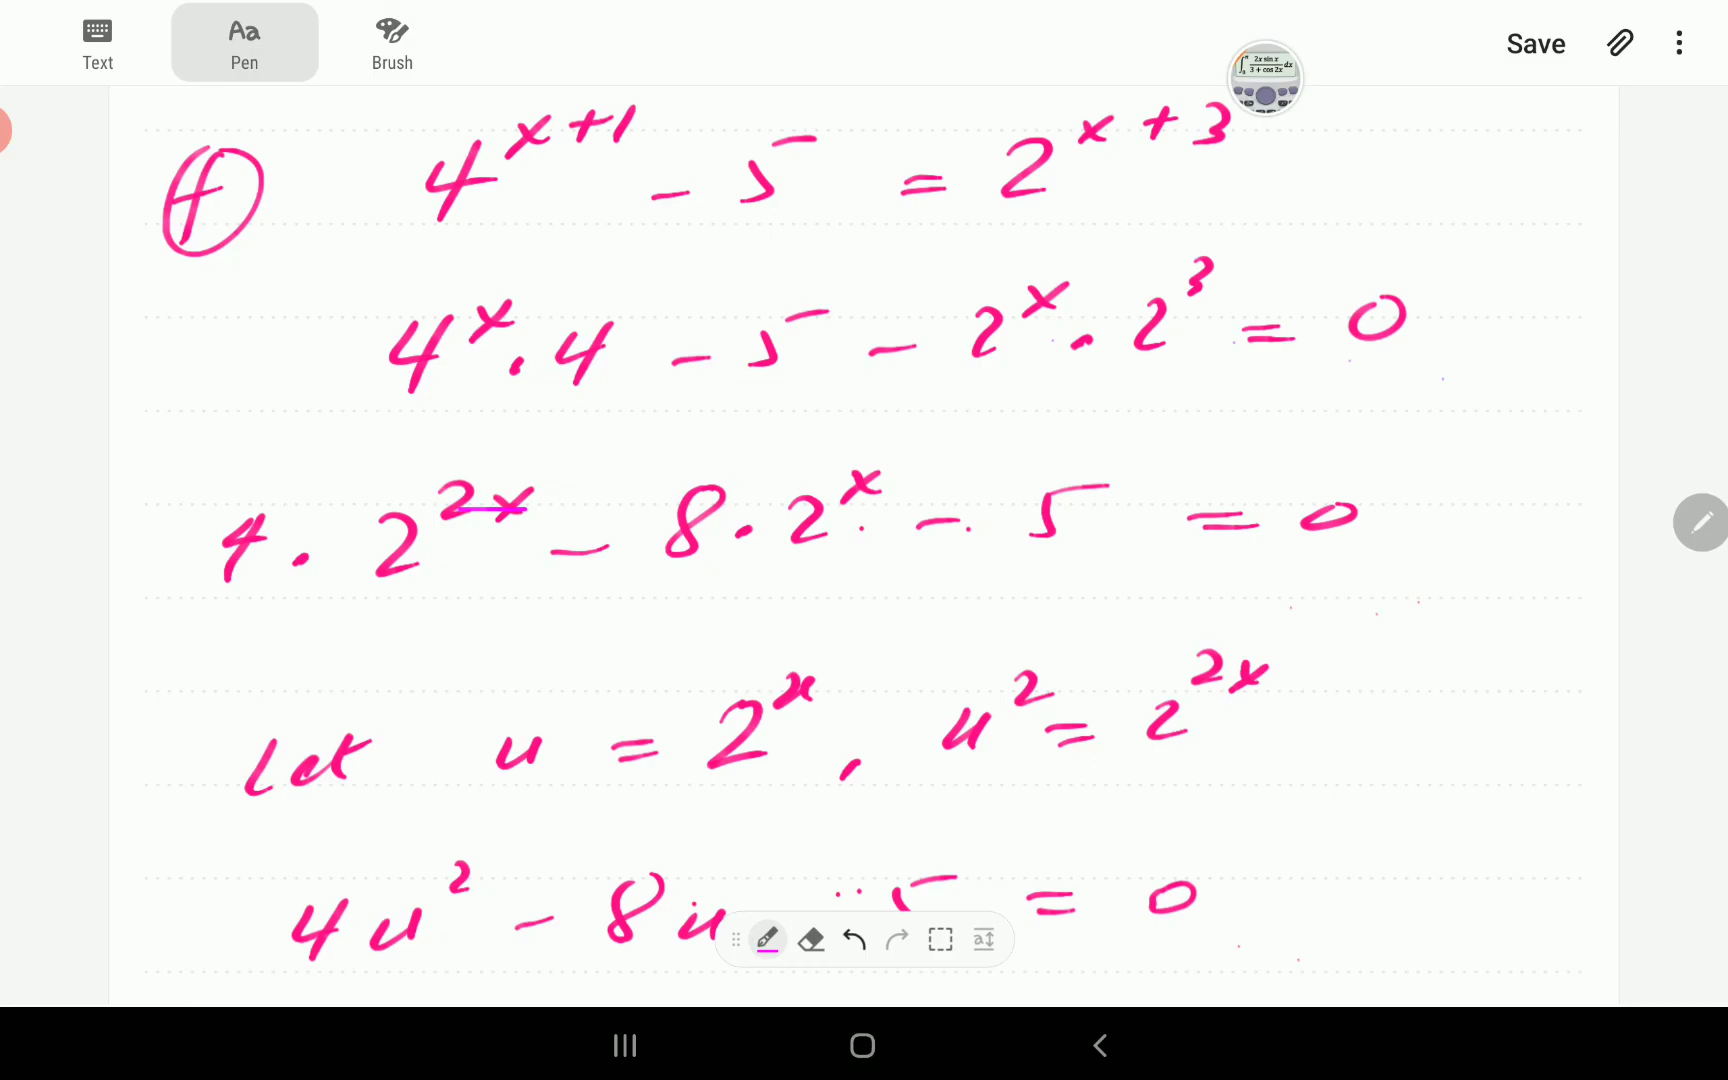 Text Pen Brush Save
ⓕ 4^{x+1} - 5 = 2^{x+3}
4^x . 4 - 5 - 2^x . 2^3 = 0
4 . 2^{2x} - 8 . 2^x - 5 = 0
let u = 2^x , u^2 = 2^{2x}
4u^2 - 8u 5 = 0